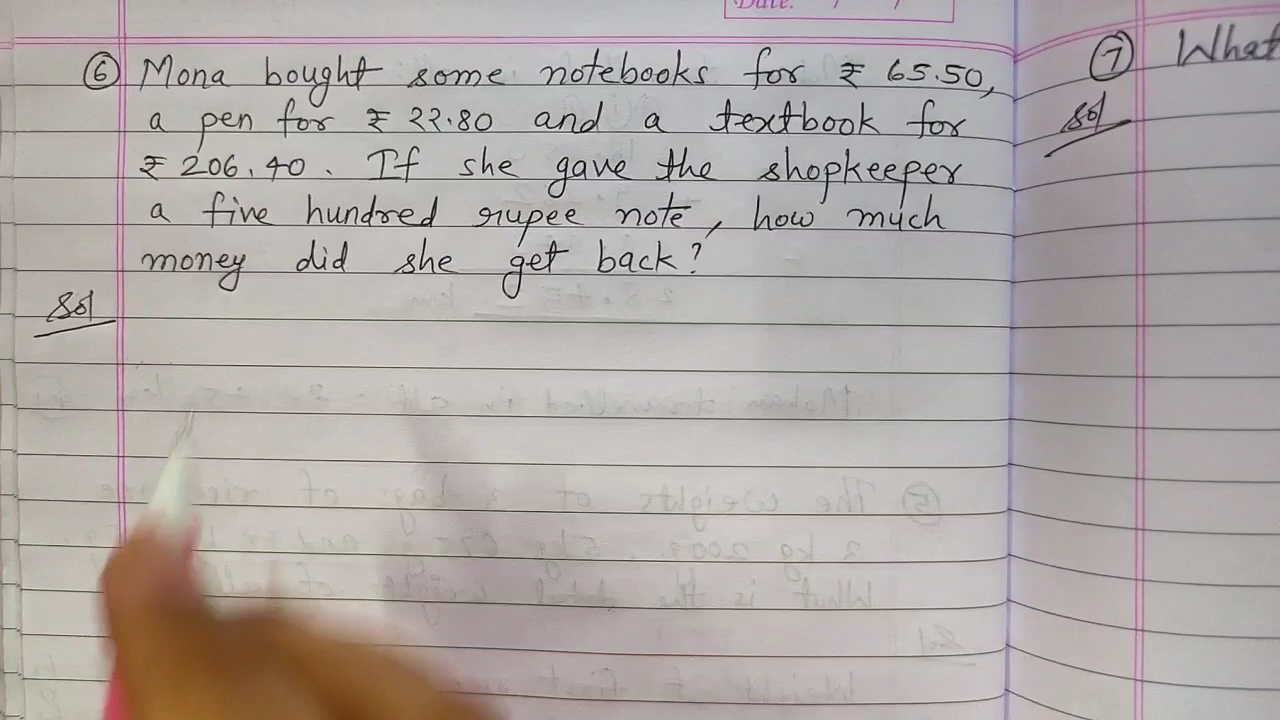 Date.
⑥ Mona bought some notebooks for ₹ 65.50,
a pen for ₹ 22.80 and a textbook for
₹ 206.40. If she gave the shopkeeper
a five hundred rupee note, how much
money did she get back?
Sol
⑦ What
Sol